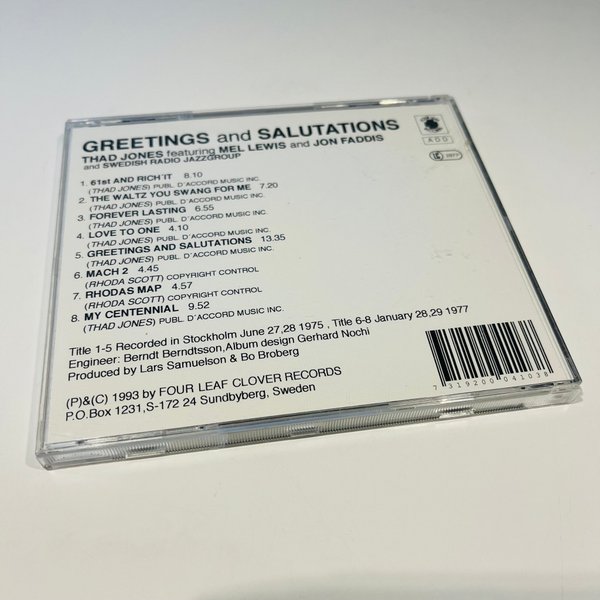 GREETINGS and SALUTATIONS
THAD JONES featuring MEL LEWIS and JON FADDIS
and SWEDISH RADIO JAZZGROUP
ADD
1. 61st AND RICH´IT 8.10
(THAD JONES) PUBL. D´ACCORD MUSIC INC.
2. THE WALTZ YOU SWANG FOR ME 7.20
(THAD JONES) PUBL. D´ACCORD MUSIC INC.
3. FOREVER LASTING 6.55
(THAD JONES) PUBL. D´ACCORD MUSIC INC.
4. LOVE TO ONE 4.10
(THAD JONES) PUBL. D´ACCORD MUSIC INC.
5. GREETINGS AND SALUTATIONS 13.35
(THAD JONES) PUBL. D´ACCORD MUSIC INC.
6. MACH 2 4.45
(RHODA SCOTT) COPYRIGHT CONTROL
7. RHODAS MAP 4.57
(RHODA SCOTT) COPYRIGHT CONTROL
8. MY CENTENNIAL 9.52
(THAD JONES) PUBL. D´ACCORD MUSIC INC.
Title 1-5 Recorded in Stockholm June 27,28 1975 , Title 6-8 January 28,29 1977
Engineer: Berndt Berndtsson,Album design Gerhard Nochi
Produced by Lars Samuelson & Bo Broberg
(P)&(C) 1993 by FOUR LEAF CLOVER RECORDS
P.O.Box 1231,S-172 24 Sundbyberg, Sweden
7 319200 041038